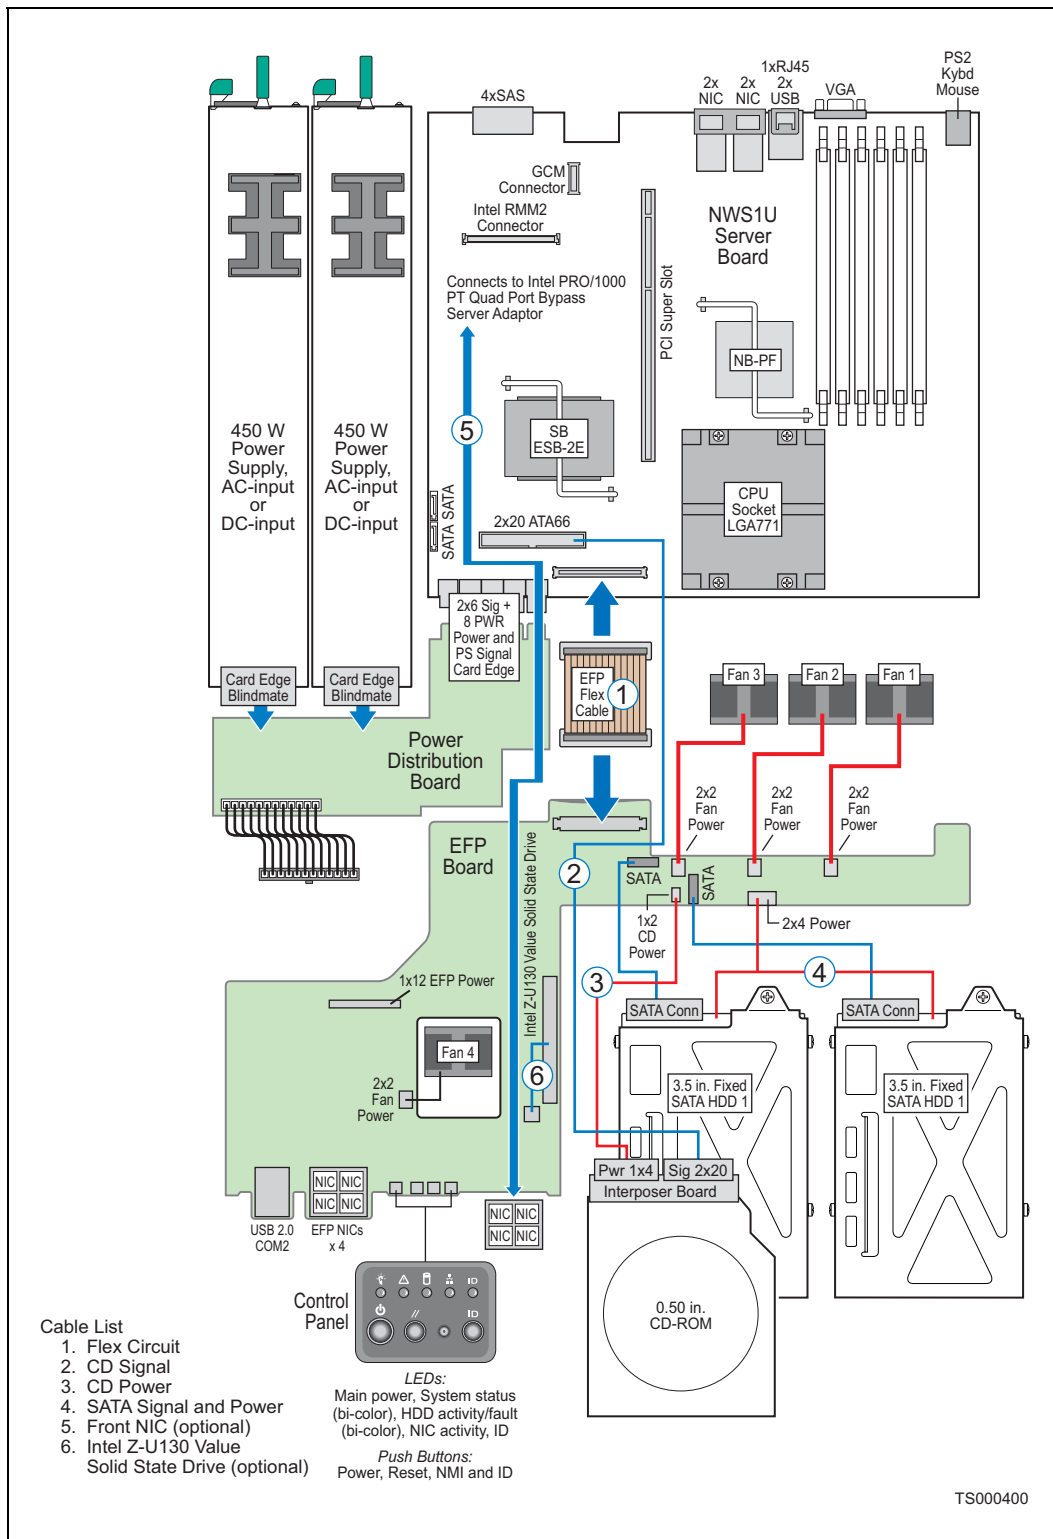 4xSAS
2x
NIC
2x
NIC
1xRJ45
2x
USB
VGA
PS2
Kybd
Mouse
GCM
Connector
Intel RMM2
Connector
NWS1U
Server
Board
Connects to Intel PRO/1000
PT Quad Port Bypass
Server Adaptor
PCI Super Slot
NB-PF
5
SB
ESB-2E
450 W
Power
Supply,
AC-input
or
DC-input
450 W
Power
Supply,
AC-input
or
DC-input
CPU
Socket
LGA771
SATA SATA
2x20 ATA66
2x6 Sig +
8 PWR
Power and
PS Signal
Card Edge
Card Edge
Blindmate
Card Edge
Blindmate
EFP
Flex
Cable
1
Fan 3
Fan 2
Fan 1
Power
Distribution
Board
2x2
Fan
Power
2x2
Fan
Power
2x2
Fan
Power
EFP
Board
Intel Z-U130 Value Solid State Drive
2
SATA
SATA
1x2
CD
Power
2x4 Power
3
4
1x12 EFP Power
SATA Conn
SATA Conn
Fan 4
2x2
Fan
Power
6
3.5 in. Fixed
SATA HDD 1
3.5 in. Fixed
SATA HDD 1
Pwr 1x4
Sig 2x20
Interposer Board
NIC NIC
NIC NIC
USB 2.0
COM2
EFP NICs
x 4
NIC NIC
NIC NIC
Control
Panel
ID
ID
0.50 in.
CD-ROM
Cable List
1. Flex Circuit
2. CD Signal
3. CD Power
4. SATA Signal and Power
5. Front NIC (optional)
6. Intel Z-U130 Value
Solid State Drive (optional)
LEDs:
Main power, System status
(bi-color), HDD activity/fault
(bi-color), NIC activity, ID
Push Buttons:
Power, Reset, NMI and ID
TS000400